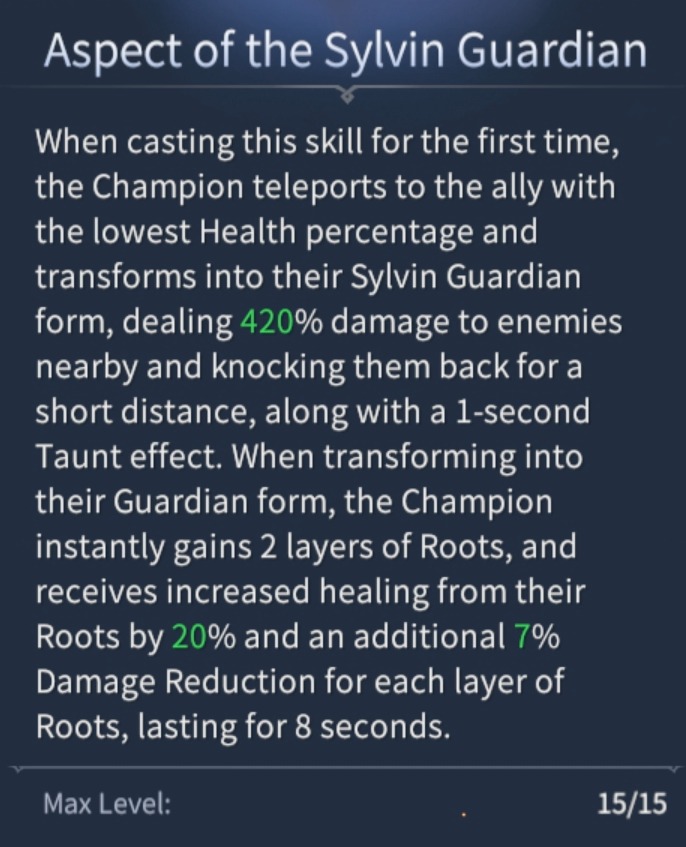 Aspect of the Sylvin Guardian
When casting this skill for the first time,
the Champion teleports to the ally with
the lowest Health percentage and
transforms into their Sylvin Guardian
form, dealing 420% damage to enemies
nearby and knocking them back for a
short distance, along with a 1-second
Taunt effect. When transforming into
their Guardian form, the Champion
instantly gains 2 layers of Roots, and
receives increased healing from their
Roots by 20% and an additional 7%
Damage Reduction for each layer of
Roots, lasting for 8 seconds.
Max Level: 15/15